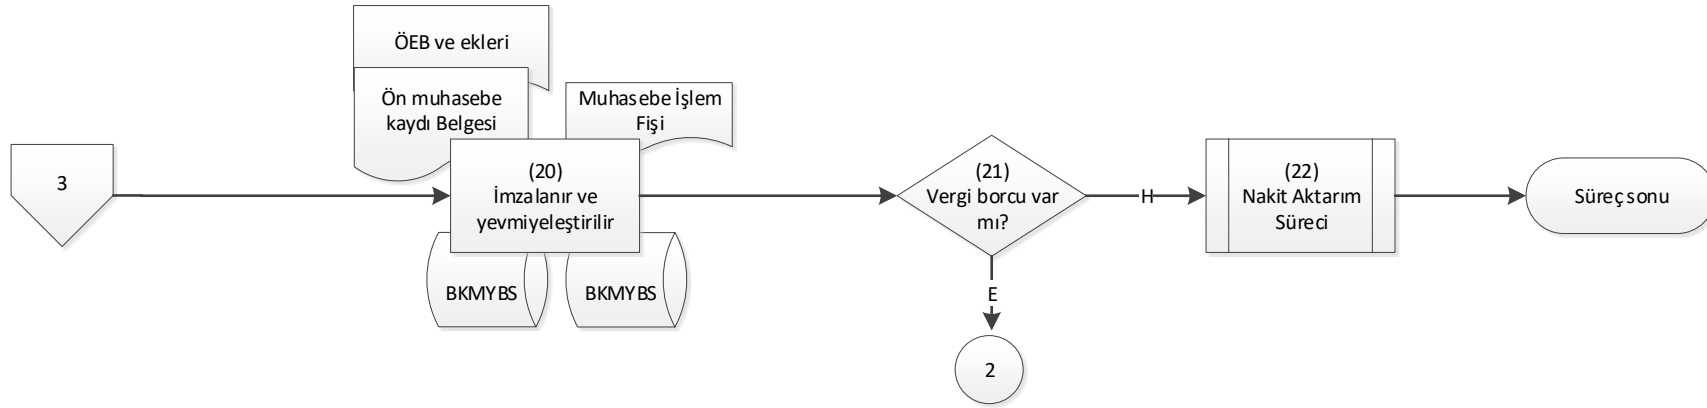 3
ÖEB ve ekleri
Ön muhasebe
kaydı Belgesi
Muhasebe İşlem
Fişi
(20)
İmzalanır ve
yevmiyeleştirilir
BKMYBS
BKMYBS
(21)
Vergi borcu var
mı?
H
E
2
(22)
Nakit Aktarım
Süreci
Süreç sonu